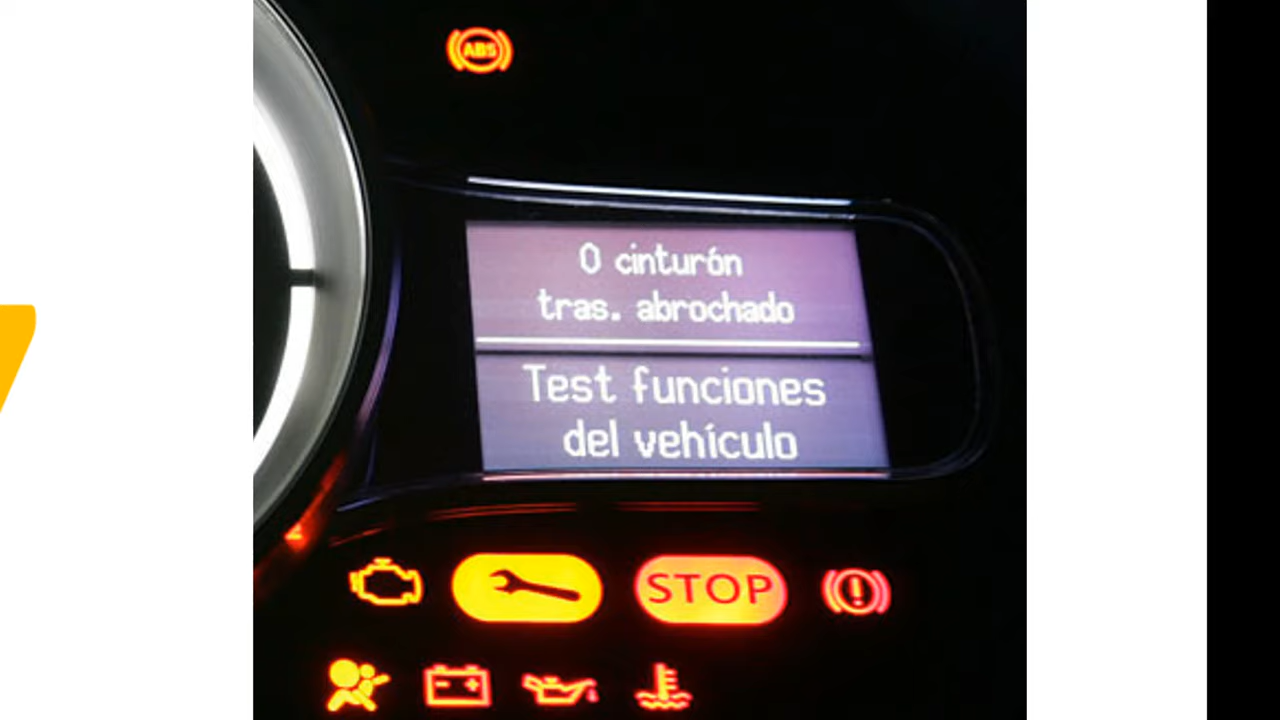 ABS
0 cinturón
tras. abrochado
Test funciones
del vehículo
STOP